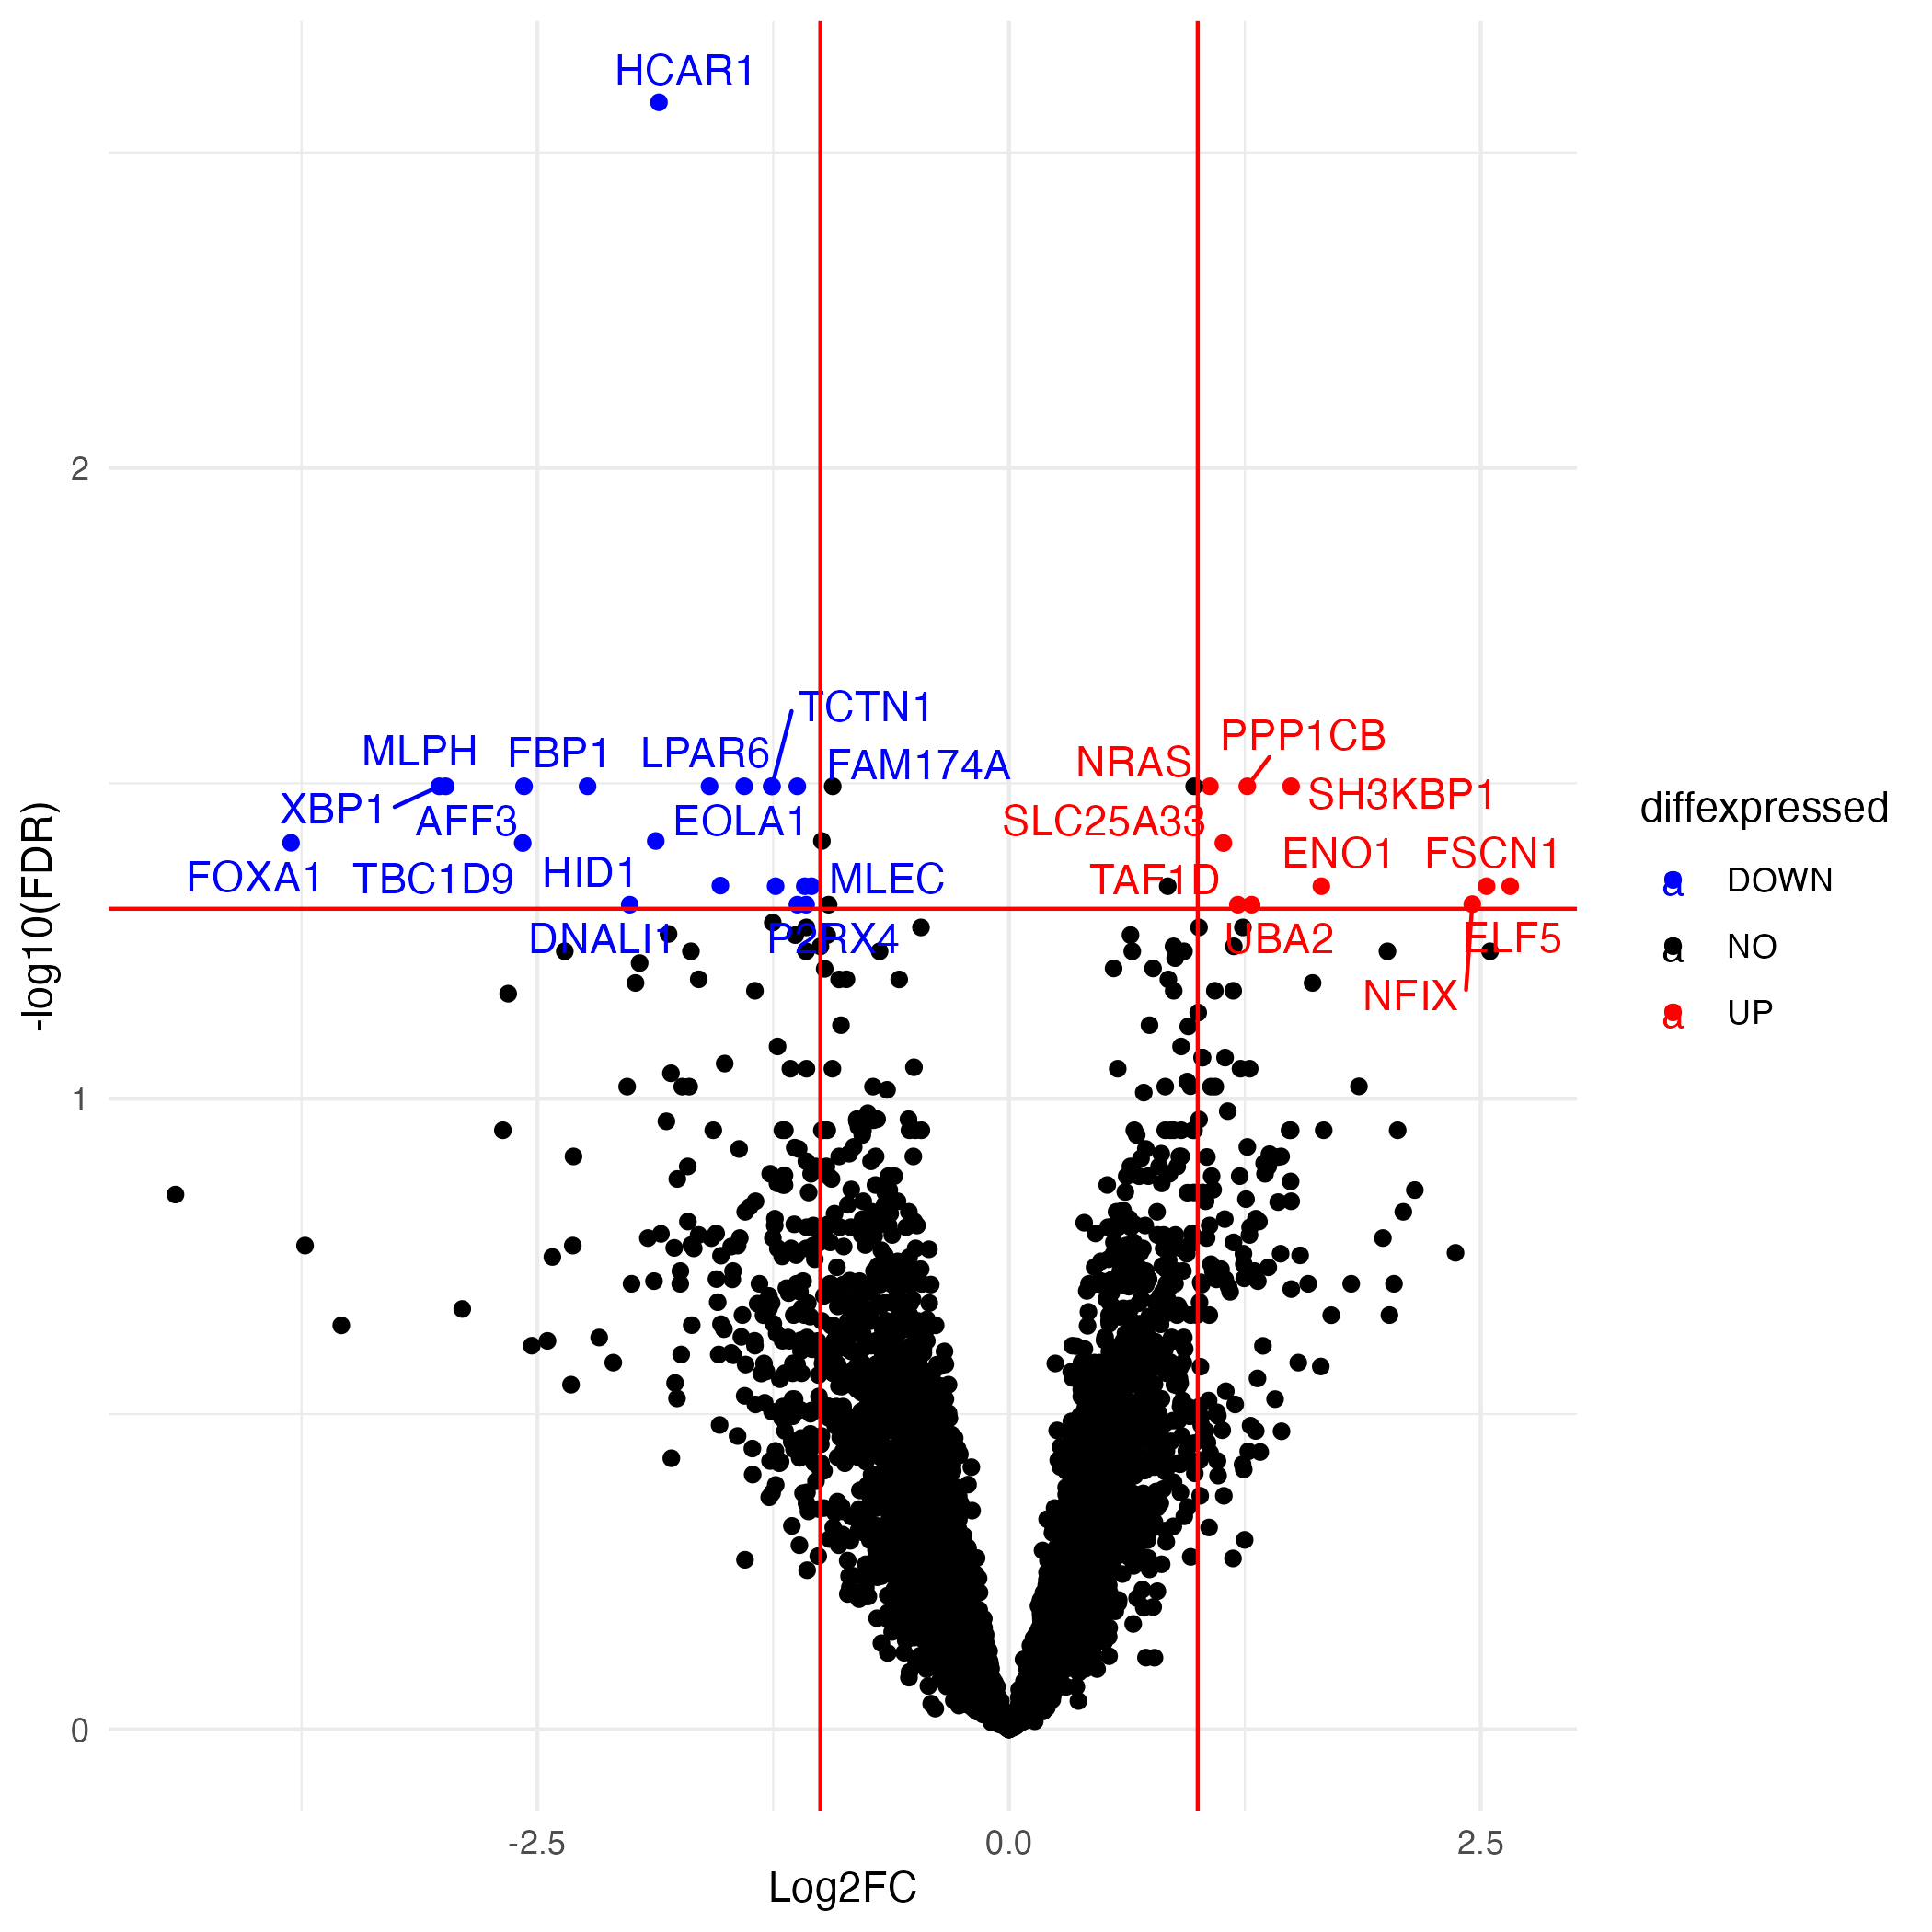 HCAR1
2
TCTN1
MLPH
FBP1
LPAR6
FAM174A
NRAS
PPP1CB
XBP1
AFF3
EOLA1
SLC25A33
SH3KBP1
FOXA1
TBC1D9
HID1
MLEC
TAF1D
ENO1
FSCN1
DNALI1
P2RX4
UBA2
ELF5
NFIX
1
0
-2.5
0.0
2.5
Log2FC
-log10(FDR)
diffexpressed
a DOWN
a NO
a UP